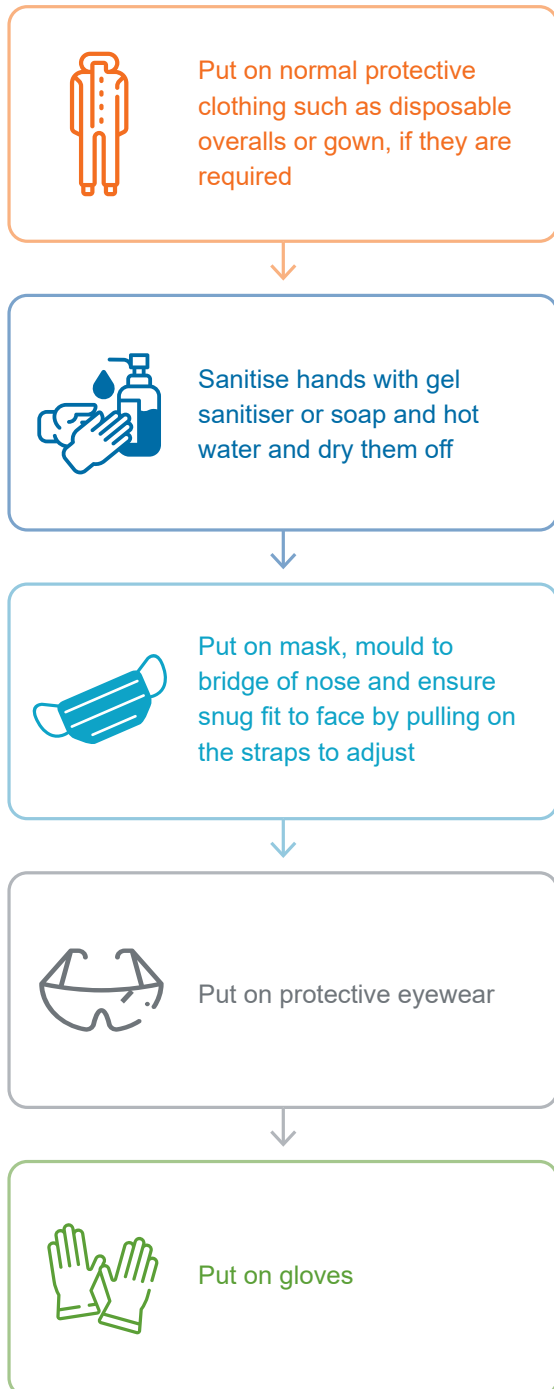 Put on normal protective
clothing such as disposable
overalls or gown, if they are
required
Sanitise hands with gel
sanitiser or soap and hot
water and dry them off
Put on mask, mould to
bridge of nose and ensure
snug fit to face by pulling on
the straps to adjust
Put on protective eyewear
Put on gloves